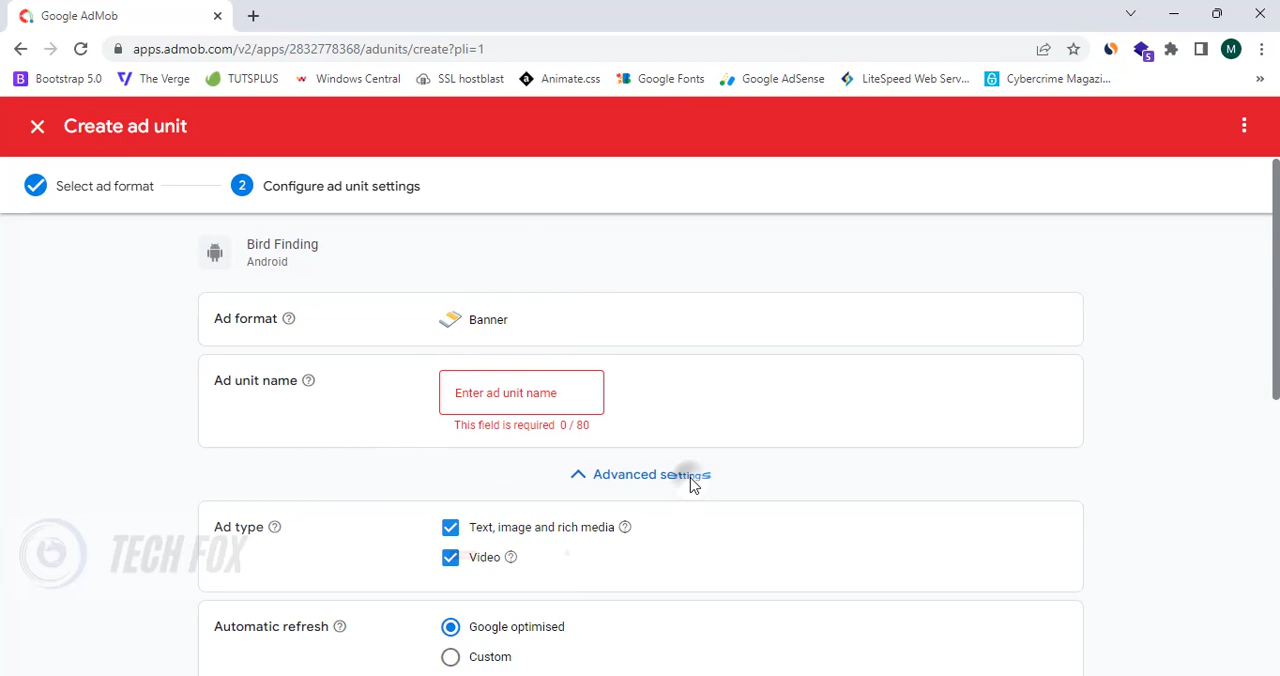 Google AdMob
apps.admob.com/v2/apps/2832778368/adunits/create?pli=1
M
B Bootstrap 5.0 The Verge TUTSPLUS w Windows Central SSL hostblast a Animate.css Google Fonts Google AdSense LiteSpeed Web Serv... Cybercrime Magazi... »
5
Create ad unit
Select ad format 2 Configure ad unit settings
Bird Finding
Android
Ad format ? Banner
Ad unit name ? Enter ad unit name
This field is required 0 / 80
Advanced settings
Ad type ? Text, image and rich media ?
Video ?
TECH FOX
Automatic refresh ? Google optimised
Custom